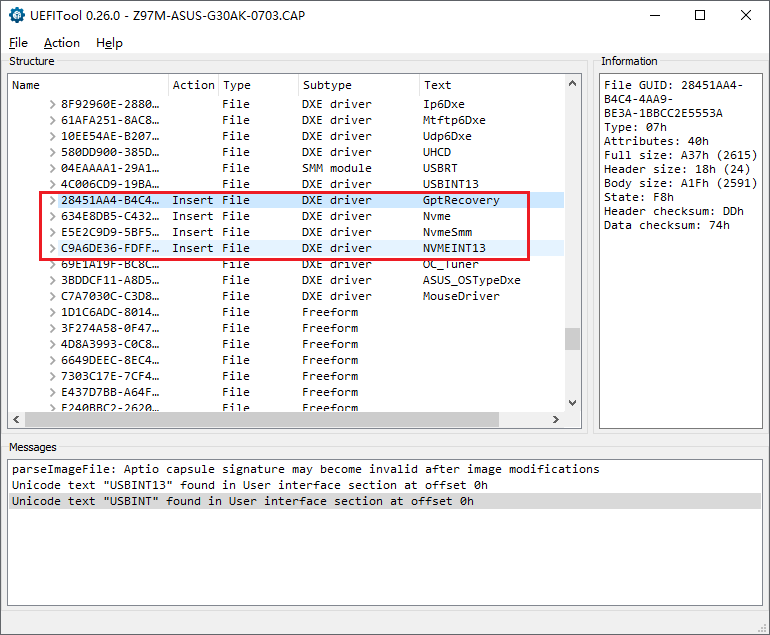 UEFITool 0.26.0 - Z97M-ASUS-G30AK-0703.CAP
File Action Help
Structure
Name Action Type Subtype Text
8F92960E-2880... File DXE driver Ip6Dxe
61AFA251-8AC8... File DXE driver Mtftp6Dxe
10EE54AE-B207... File DXE driver Udp6Dxe
580DD900-385D... File DXE driver UHCD
04EAAAA1-29A1... File SMM module USBRT
4C006CD9-19BA... File DXE driver USBINT13
28451AA4-B4C4... Insert File DXE driver GptRecovery
634E8DB5-C432... Insert File DXE driver Nvme
E5E2C9D9-5BF5... Insert File DXE driver NvmeSmm
C9A6DE36-FDFF... Insert File DXE driver NVMEINT13
69E1A19F-BC8C... File DXE driver OC_Tuner
3BDDCF11-A8D5... File DXE driver ASUS_OSTypeDxe
C7A7030C-C3D8... File DXE driver MouseDriver
1D1C6ADC-8014... File Freeform
3F274A58-0F47... File Freeform
4D8A3993-C0C8... File Freeform
6649DEEC-8EC4... File Freeform
7303C17E-7CF4... File Freeform
E437D7BB-A64F... File Freeform
F240BBC2-2620... File Freeform
Information
File GUID: 28451AA4-
B4C4-4AA9-
BE3A-1BBCC2E5553A
Type: 07h
Attributes: 40h
Full size: A37h (2615)
Header size: 18h (24)
Body size: A1Fh (2591)
State: F8h
Header checksum: DDh
Data checksum: 74h
Messages
parseImageFile: Aptio capsule signature may become invalid after image modifications
Unicode text "USBINT13" found in User interface section at offset 0h
Unicode text "USBINT" found in User interface section at offset 0h